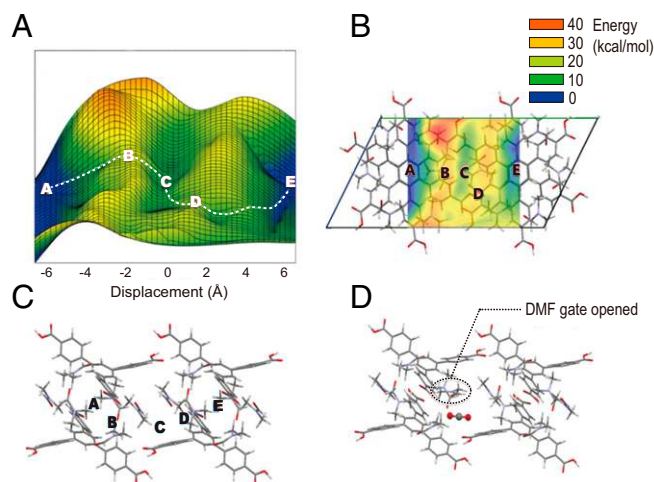 A
A
B
C
D
E
-6
-4
-2
0
2
4
6
Displacement (Å)
B
40
30
20
10
0
Energy
(kcal/mol)
A
B
C
D
E
C
A
B
C
D
E
D
DMF gate opened